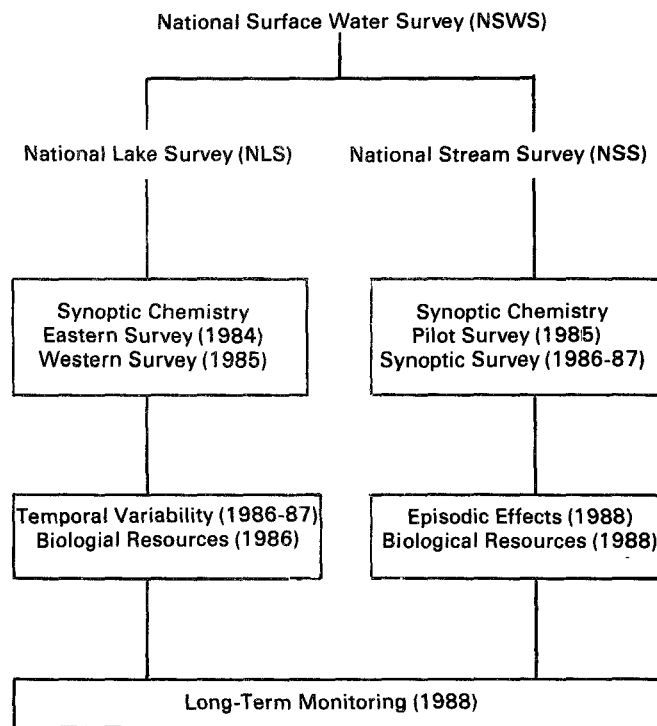 National Surface Water Survey (NSWS)
National Lake Survey (NLS)
National Stream Survey (NSS)
Synoptic Chemistry
Eastern Survey (1984)
Western Survey (1985)
Synoptic Chemistry
Pilot Survey (1985)
Synoptic Survey (1986-87)
Temporal Variability (1986-87)
Biologial Resources (1986)
Episodic Effects (1988)
Biological Resources (1988)
Long-Term Monitoring (1988)